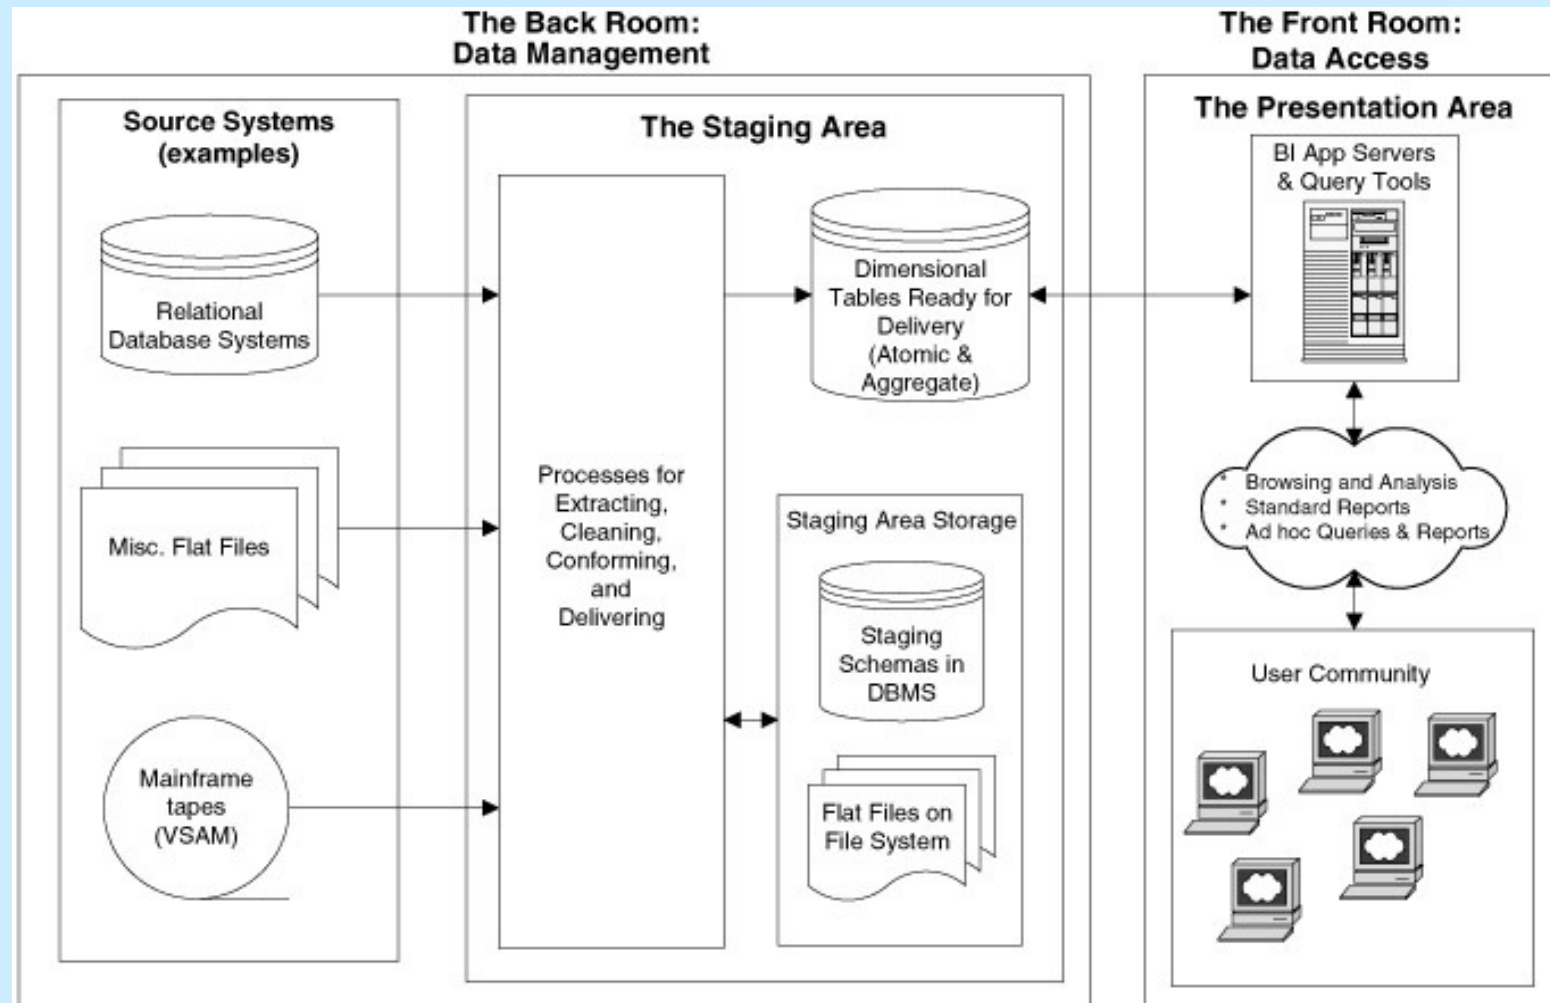 The Back Room:
Data Management
The Front Room:
Data Access
Source Systems
(examples)
Relational
Database Systems
Misc. Flat Files
Mainframe
tapes
(VSAM)
The Staging Area
Processes for
Extracting,
Cleaning,
Conforming,
and
Delivering
Dimensional
Tables Ready for
Delivery
(Atomic &
Aggregate)
Staging Area Storage
Staging
Schemas in
DBMS
Flat Files on
File System
The Presentation Area
BI App Servers
& Query Tools
* Browsing and Analysis
* Standard Reports
* Ad hoc Queries & Reports
User Community